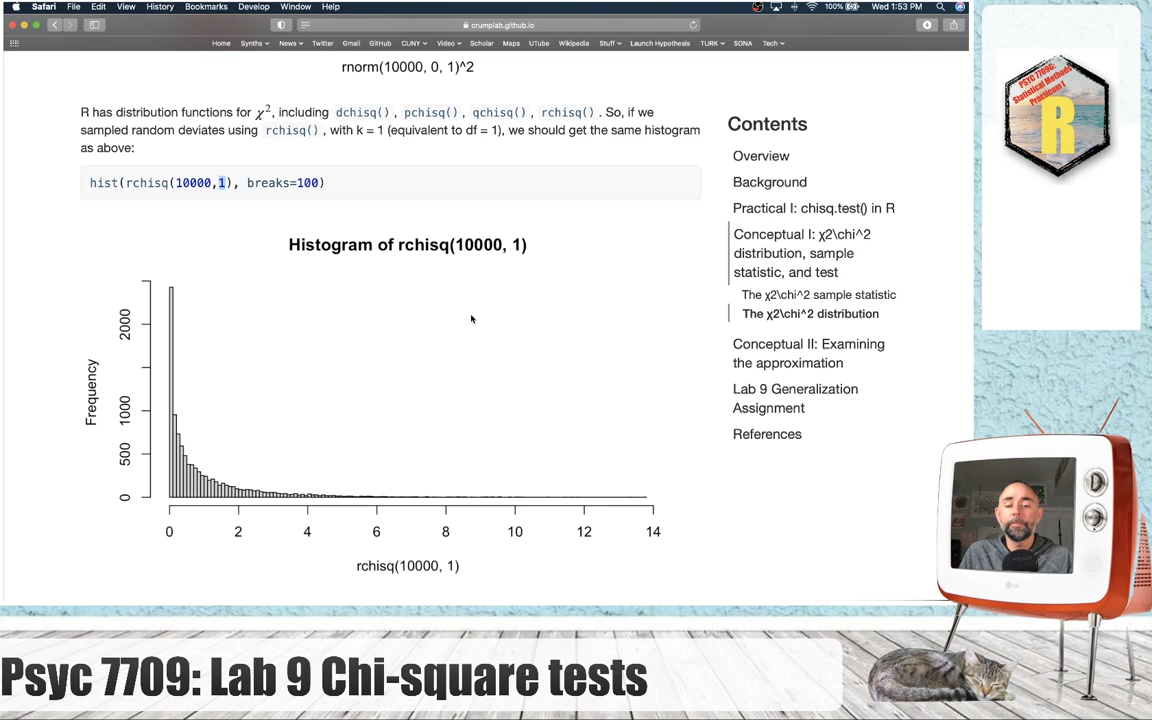 Safari File Edit View History Bookmarks Develop Window Help
100% Wed 1:53 PM
crumplab.github.io
Home Synths News Twitter Gmail GitHub CUNY Video Scholar Maps UTube Wikipedia Stuff Launch Hypothesis TURK SONA Tech
rnorm(10000, 0, 1)^2
R has distribution functions for χ², including dchisq() , pchisq() , qchisq() , rchisq() . So, if we
sampled random deviates using rchisq() , with k = 1 (equivalent to df = 1), we should get the same histogram
as above:
hist(rchisq(10000,1), breaks=100)
Histogram of rchisq(10000, 1)
Frequency
2000
1000
500
0
0 2 4 6 8 10 12 14
rchisq(10000, 1)
Contents
Overview
Background
Practical I: chisq.test() in R
Conceptual I: χ2\chi^2
distribution, sample
statistic, and test
The χ2\chi^2 sample statistic
The χ2\chi^2 distribution
Conceptual II: Examining
the approximation
Lab 9 Generalization
Assignment
References
PSYC 7709G:
Statistical Methods
Practicum I
R
LG
Psyc 7709: Lab 9 Chi-square tests